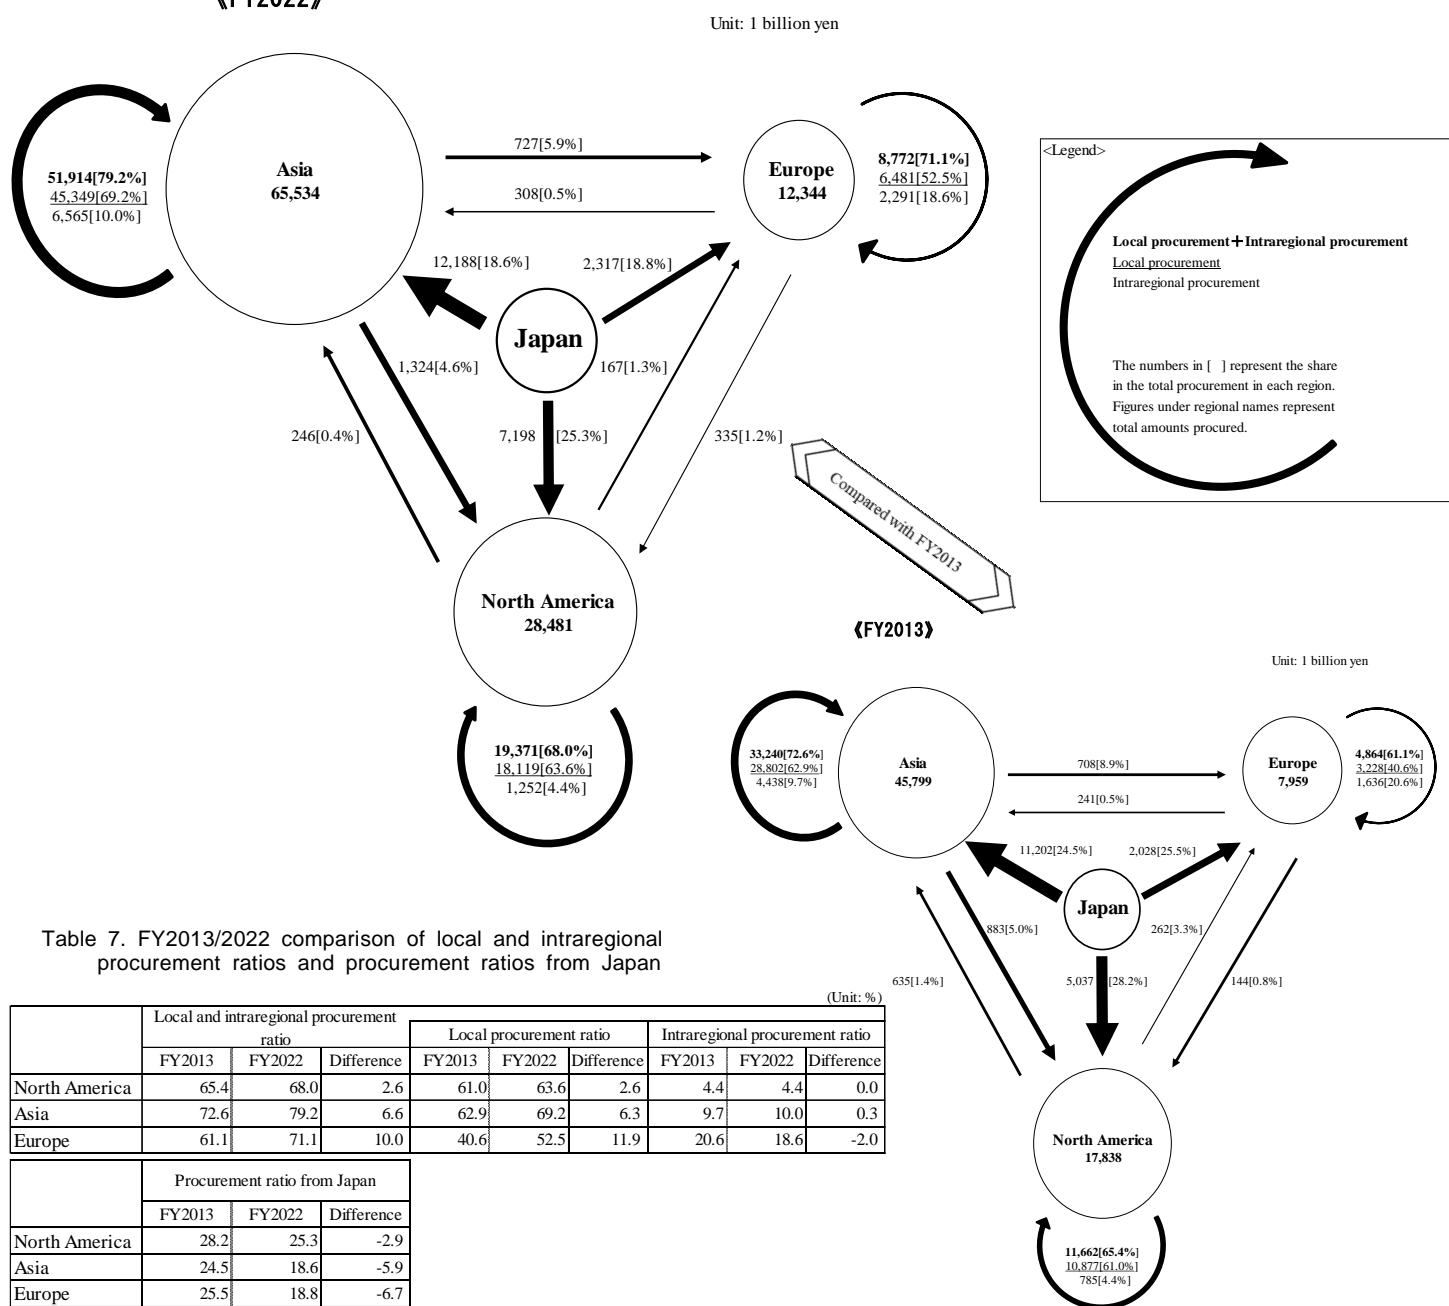 《FY2022》
Unit: 1 billion yen
727[5.9%]
Asia
65,534
Europe
12,344
51,914[79.2%]
45,349[69.2%]
6,565[10.0%]
8,772[71.1%]
6,481[52.5%]
2,291[18.6%]
308[0.5%]
12,188[18.6%]
2,317[18.8%]
Japan
1,324[4.6%]
167[1.3%]
246[0.4%]
7,198 [25.3%]
335[1.2%]
North America
28,481
19,371[68.0%]
18,119[63.6%]
1,252[4.4%]
<Legend>
Local procurement+Intraregional procurement
Local procurement
Intraregional procurement
The numbers in [ ] represent the share
in the total procurement in each region.
Figures under regional names represent
total amounts procured.
Compared with FY2013
《FY2013》
Unit: 1 billion yen
33,240[72.6%]
28,802[62.9%]
4,438[9.7%]
Asia
45,799
708[8.9%]
241[0.5%]
Europe
7,959
4,864[61.1%]
3,228[40.6%]
1,636[20.6%]
11,202[24.5%]
2,028[25.5%]
Japan
883[5.0%]
262[3.3%]
635[1.4%]
5,037 [28.2%]
144[0.8%]
North America
17,838
11,662[65.4%]
10,877[61.0%]
785[4.4%]
Table 7. FY2013/2022 comparison of local and intraregional
procurement ratios and procurement ratios from Japan
(Unit: %)
Local and intraregional procurement
ratio
Local procurement ratio Intraregional procurement ratio
FY2013 FY2022 Difference FY2013 FY2022 Difference FY2013 FY2022 Difference
North America 65.4 68.0 2.6 61.0 63.6 2.6 4.4 4.4 0.0
Asia 72.6 79.2 6.6 62.9 69.2 6.3 9.7 10.0 0.3
Europe 61.1 71.1 10.0 40.6 52.5 11.9 20.6 18.6 -2.0
Procurement ratio from Japan
FY2013 FY2022 Difference
North America 28.2 25.3 -2.9
Asia 24.5 18.6 -5.9
Europe 25.5 18.8 -6.7